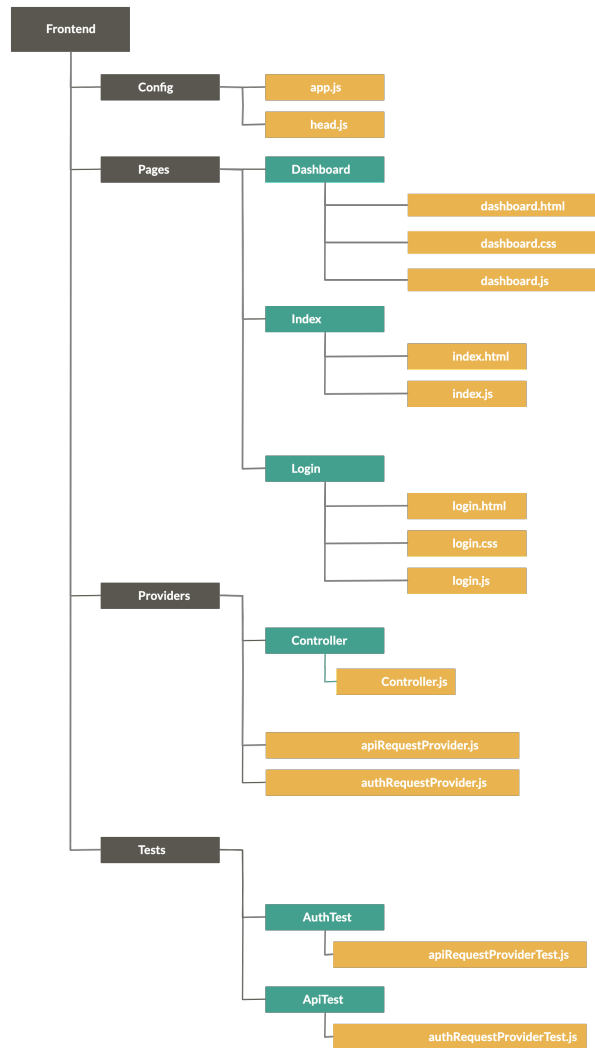 Frontend
Config
app.js
head.js
Pages
Dashboard
dashboard.html
dashboard.css
dashboard.js
Index
index.html
index.js
Login
login.html
login.css
login.js
Providers
Controller
Controller.js
apiRequestProvider.js
authRequestProvider.js
Tests
AuthTest
apiRequestProviderTest.js
ApiTest
authRequestProviderTest.js